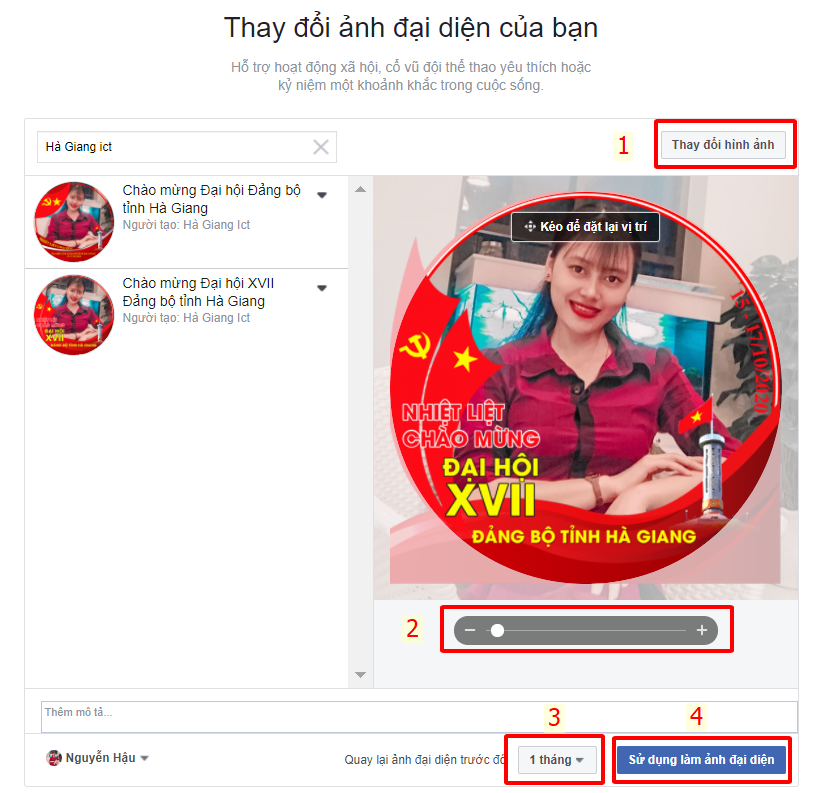 Thay đổi ảnh đại diện của bạn
Hỗ trợ hoạt động xã hội, cổ vũ đội thể thao yêu thích hoặc
kỷ niệm một khoảnh khắc trong cuộc sống.
Hà Giang ict
1
Thay đổi hình ảnh
Chào mừng Đại hội Đảng bộ
tỉnh Hà Giang
Người tạo: Hà Giang Ict
Chào mừng Đại hội XVII
Đảng bộ tỉnh Hà Giang
Người tạo: Hà Giang Ict
Kéo để đặt lại vị trí
15 - 17/10/2020
NHIỆT LIỆT
CHÀO MỪNG
ĐẠI HỘI
XVII
ĐẢNG BỘ TỈNH HÀ GIANG
2
Thêm mô tả...
3
4
Nguyễn Hậu
Quay lại ảnh đại diện trước đó
1 tháng
Sử dụng làm ảnh đại diện